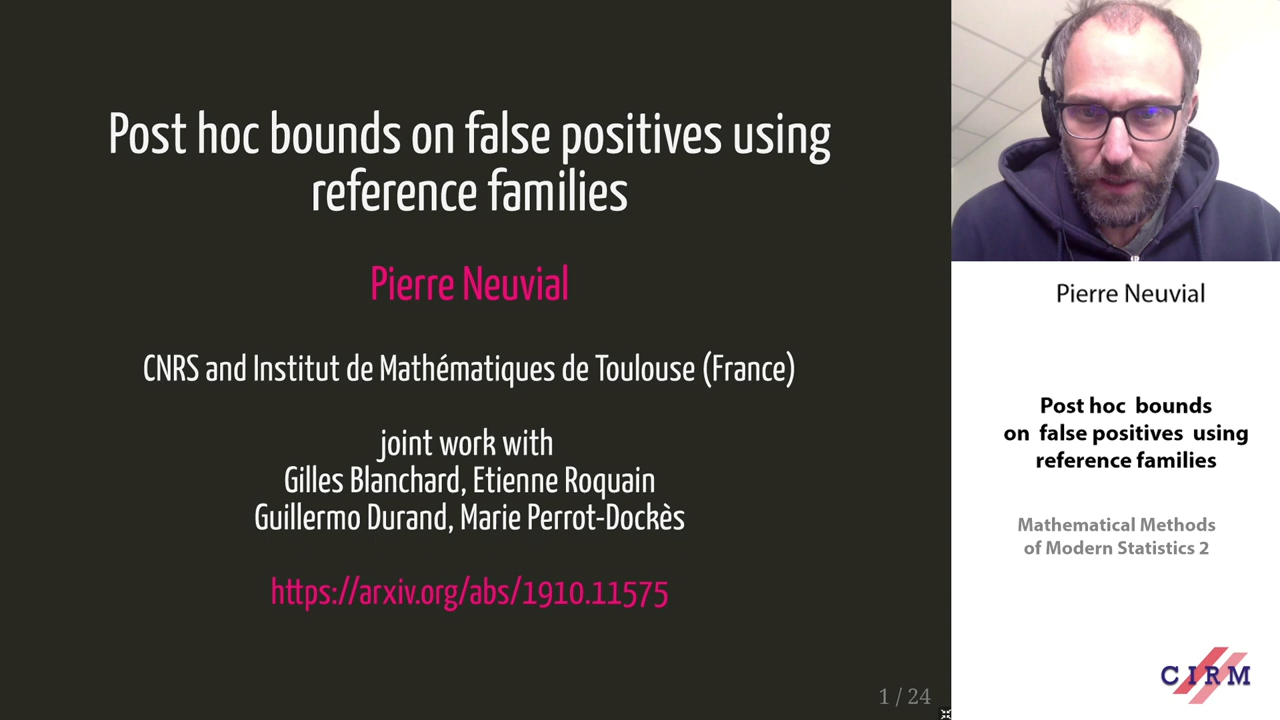 Post hoc bounds on false positives using
reference families
Pierre Neuvial
CNRS and Institut de Mathématiques de Toulouse (France)
joint work with
Gilles Blanchard, Etienne Roquain
Guillermo Durand, Marie Perrot-Dockès
https://arxiv.org/abs/1910.11575
1 / 24
Pierre Neuvial
Post hoc bounds
on false positives using
reference families
Mathematical Methods
of Modern Statistics 2
CIRM